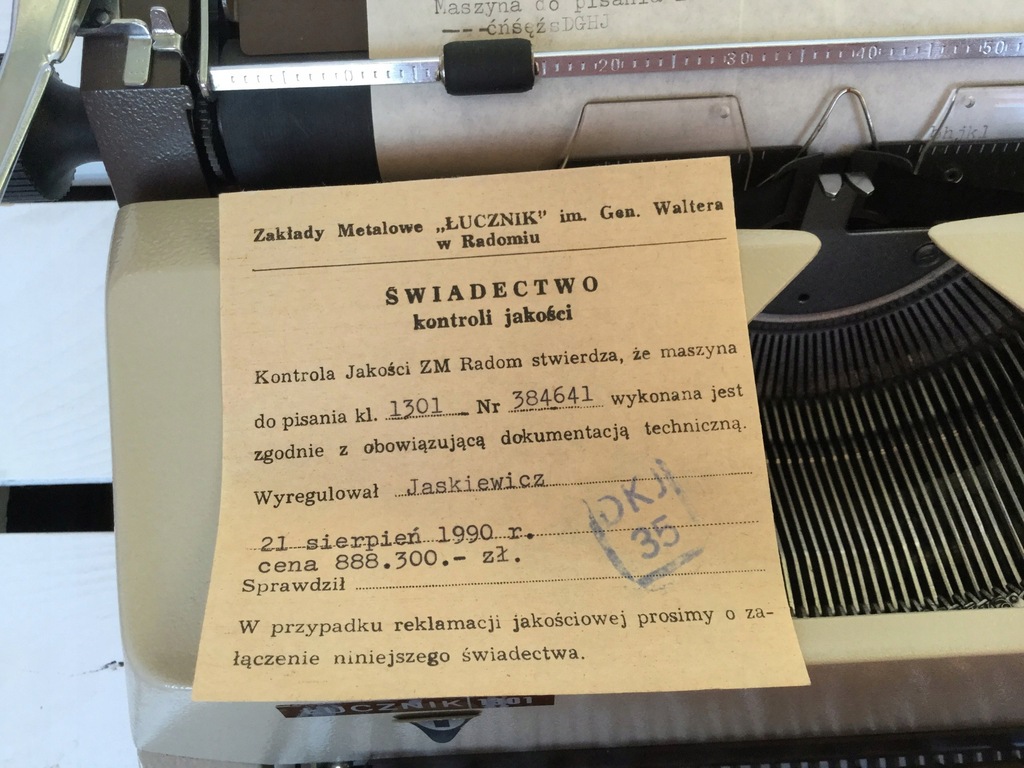 Maszyna do pisania
---ćńśęźsDGHJ
0 20 30 40 50
hjkl
Zakłady Metalowe „ŁUCZNIK” im. Gen. Waltera
w Radomiu
ŚWIADECTWO
kontroli jakości
Kontrola Jakości ZM Radom stwierdza, że maszyna
do pisania kl. 1301 Nr 384641 wykonana jest
zgodnie z obowiązującą dokumentacją techniczną.
Wyregulował Jaskiewicz
DKJ
35
21 sierpień 1990 r.
cena 888.300.- zł.
Sprawdził
W przypadku reklamacji jakościowej prosimy o za-
łączenie niniejszego świadectwa.
ŁUCZNIK 1301